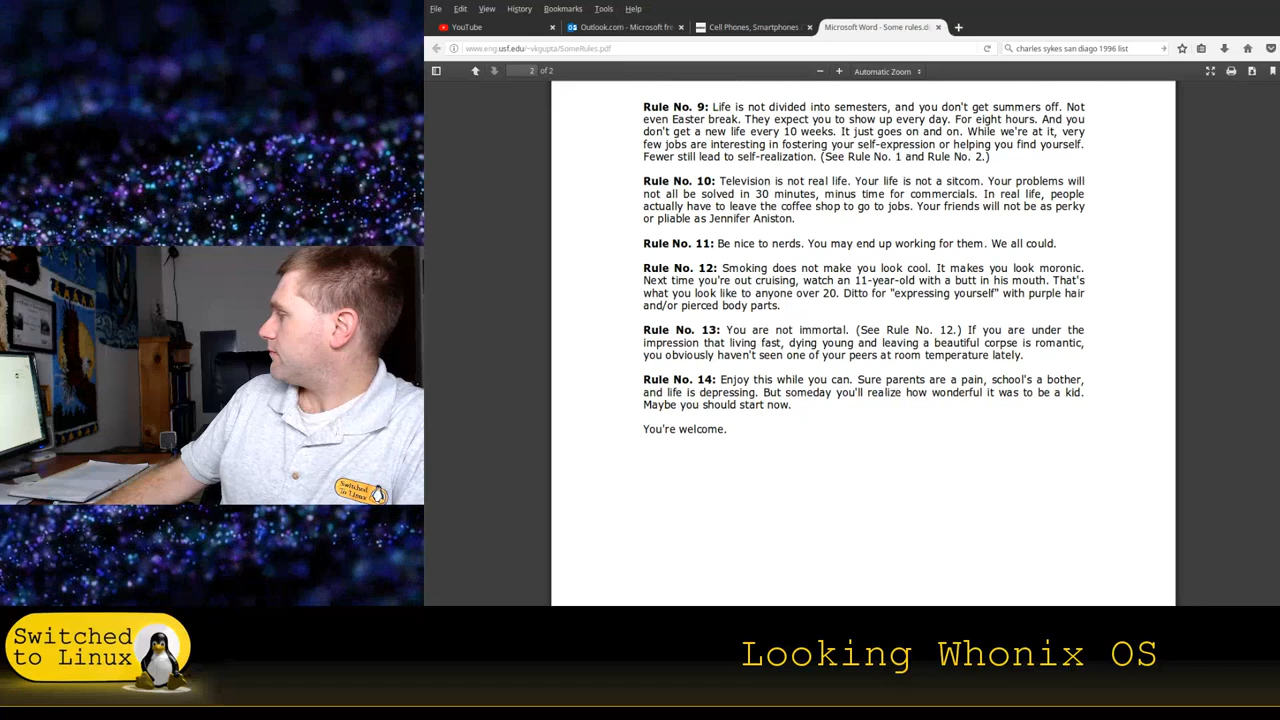 File Edit View History Bookmarks Tools Help
YouTube × Outlook.com - Microsoft fr × Cell Phones, Smartphones × Microsoft Word - Some rules.d × +
www.eng.usf.edu/~vkgupta/SomeRules.pdf charles sykes san diago 1996 list
2 of 2 − + Automatic Zoom
Rule No. 9: Life is not divided into semesters, and you don't get summers off. Not
even Easter break. They expect you to show up every day. For eight hours. And you
don't get a new life every 10 weeks. It just goes on and on. While we're at it, very
few jobs are interesting in fostering your self-expression or helping you find yourself.
Fewer still lead to self-realization. (See Rule No. 1 and Rule No. 2.)
Rule No. 10: Television is not real life. Your life is not a sitcom. Your problems will
not all be solved in 30 minutes, minus time for commercials. In real life, people
actually have to leave the coffee shop to go to jobs. Your friends will not be as perky
or pliable as Jennifer Aniston.
Rule No. 11: Be nice to nerds. You may end up working for them. We all could.
Rule No. 12: Smoking does not make you look cool. It makes you look moronic.
Next time you're out cruising, watch an 11-year-old with a butt in his mouth. That's
what you look like to anyone over 20. Ditto for "expressing yourself" with purple hair
and/or pierced body parts.
Rule No. 13: You are not immortal. (See Rule No. 12.) If you are under the
impression that living fast, dying young and leaving a beautiful corpse is romantic,
you obviously haven't seen one of your peers at room temperature lately.
Rule No. 14: Enjoy this while you can. Sure parents are a pain, school's a bother,
and life is depressing. But someday you'll realize how wonderful it was to be a kid.
Maybe you should start now.
You're welcome.
Switched
to Linux
Switched
to Linux
Looking Whonix OS